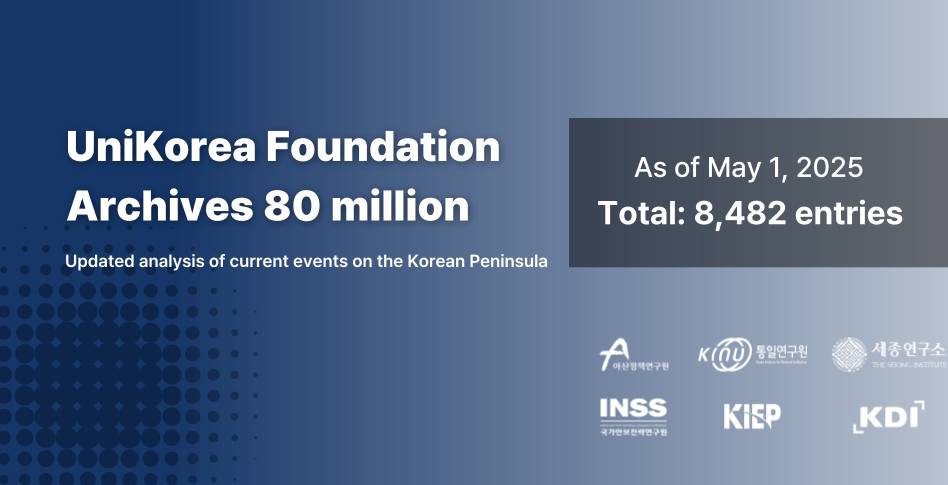 UniKorea Foundation
Archives 80 million
Updated analysis of current events on the Korean Peninsula
As of May 1, 2025
Total: 8,482 entries
아산정책연구원
KINU 통일연구원
세종연구소
THE SEJONG INSTITUTE
INSS
국가안보전략연구원
KIEP
KDI